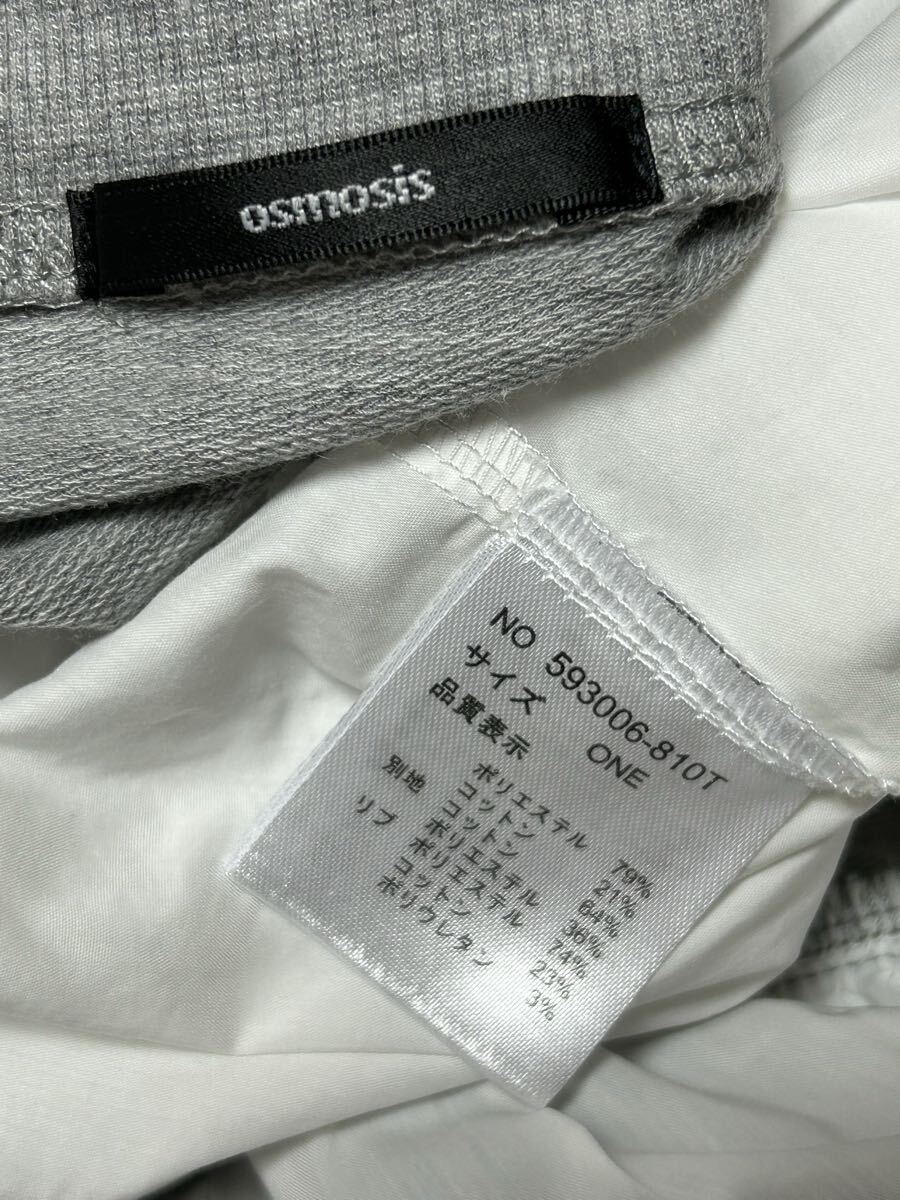 osmosis
NO 593006-810T
サイズ ONE
品質表示
ポリエステル 79%
コットン 21%
別地 コットン 64%
ポリエステル 36%
リブ ポリエステル 74%
コットン 23%
ポリウレタン 3%